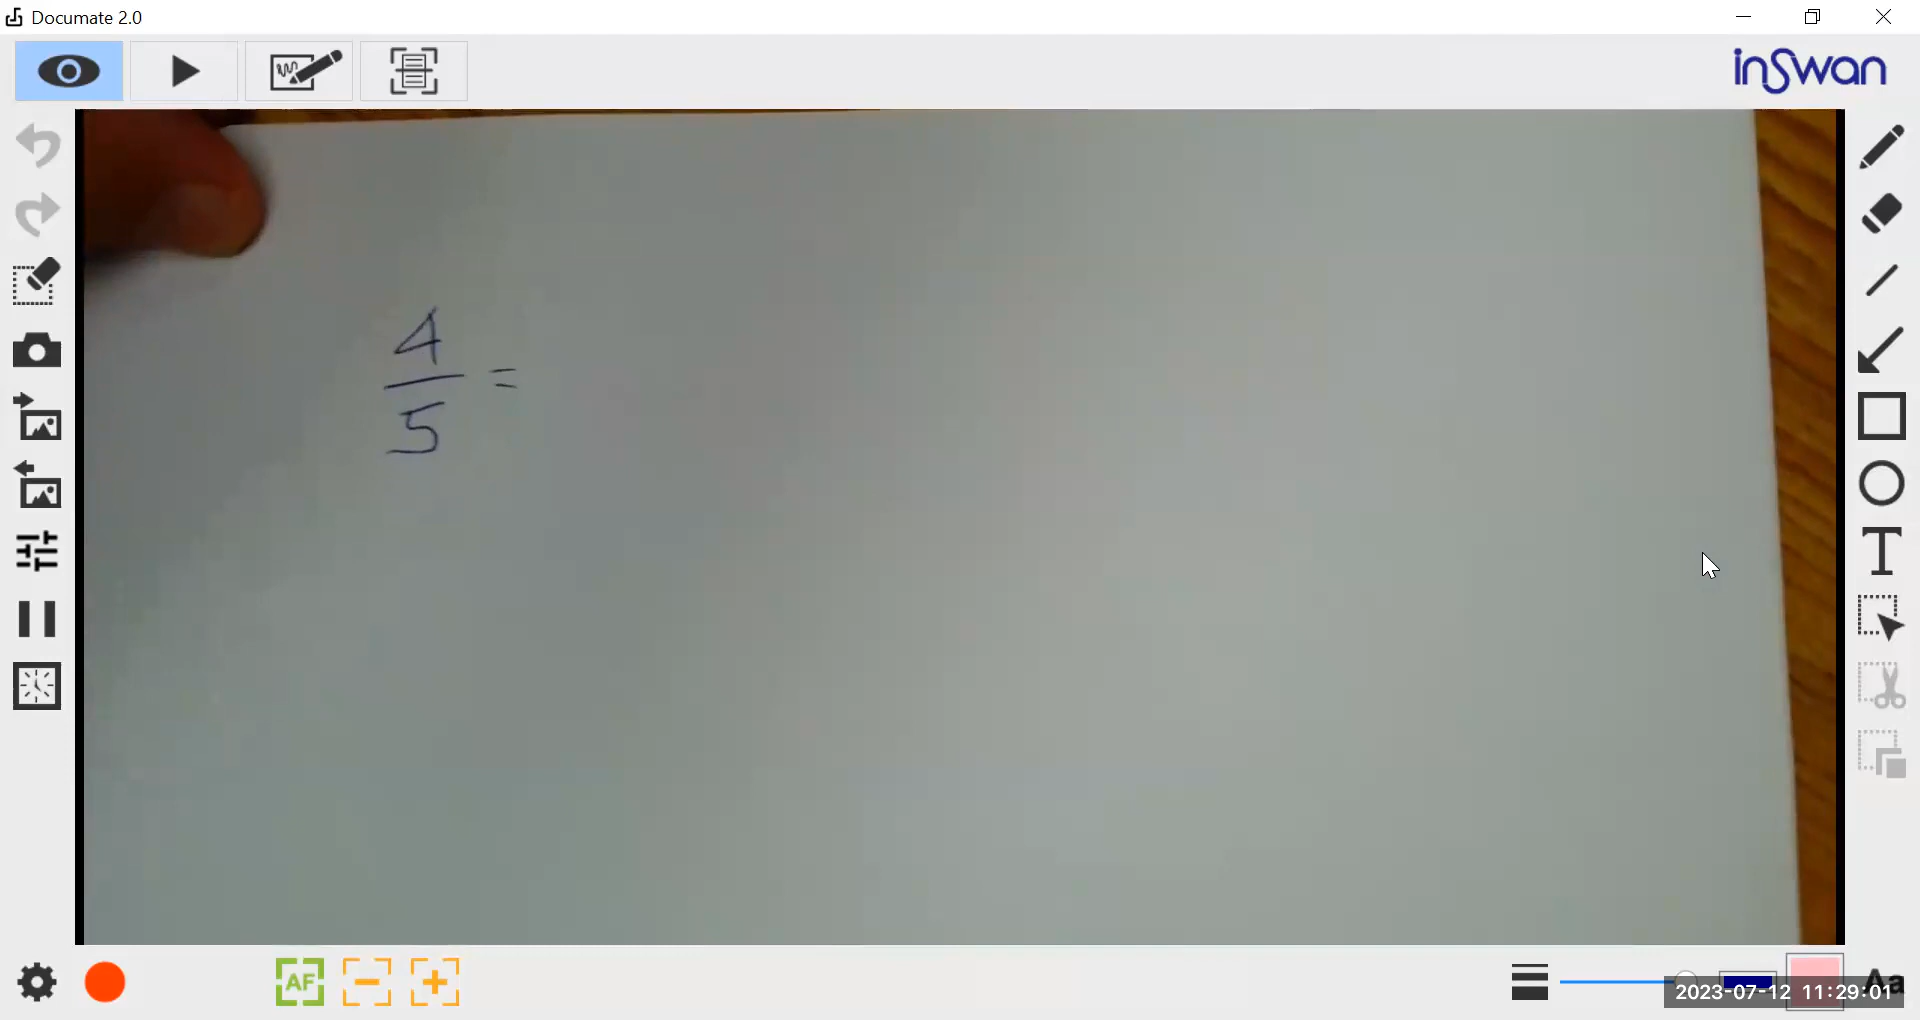 Documate 2.0
inSwan
4/5 =
T
AF
Aa
2023-07-12 11:29:01